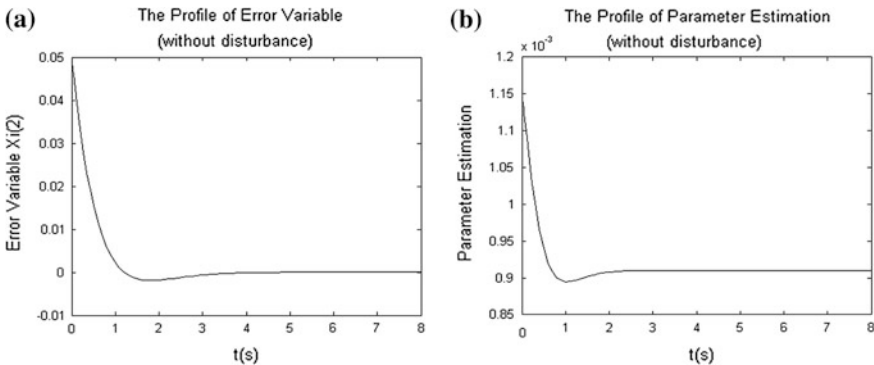 (a)
The Profile of Error Variable
(without disturbance)
Error Variable Xi(2)
0.05
0.04
0.03
0.02
0.01
0
-0.01
0 1 2 3 4 5 6 7 8
t(s)
(b)
The Profile of Parameter Estimation
(without disturbance)
x 10⁻³
Parameter Estimation
1.2
1.15
1.1
1.05
1
0.95
0.9
0.85
0 1 2 3 4 5 6 7 8
t(s)